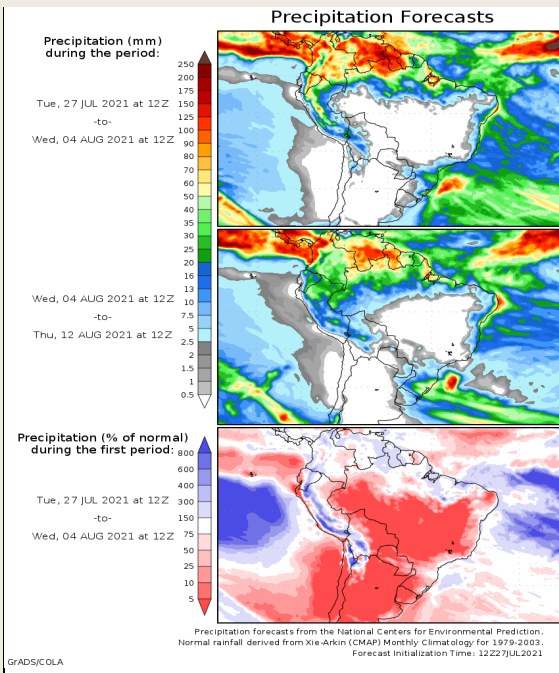 Precipitation Forecasts
Precipitation (mm)
during the period:
Tue, 27 JUL 2021 at 12Z
-to-
Wed, 04 AUG 2021 at 12Z
250
200
175
150
125
100
90
80
70
60
50
40
35
30
25
20
16
13
10
7.5
5
2.5
2
1.5
1
0.5
Wed, 04 AUG 2021 at 12Z
-to-
Thu, 12 AUG 2021 at 12Z
Precipitation (% of normal)
during the first period:
Tue, 27 JUL 2021 at 12Z
-to-
Wed, 04 AUG 2021 at 12Z
800
600
400
300
150
75
50
25
10
5
Precipitation forecasts from the National Centers for Environmental Prediction.
Normal rainfall derived from Xie-Arkin (CMAP) Monthly Climatology for 1979-2003.
Forecast Initialization Time: 12Z27JUL2021
GrADS/COLA